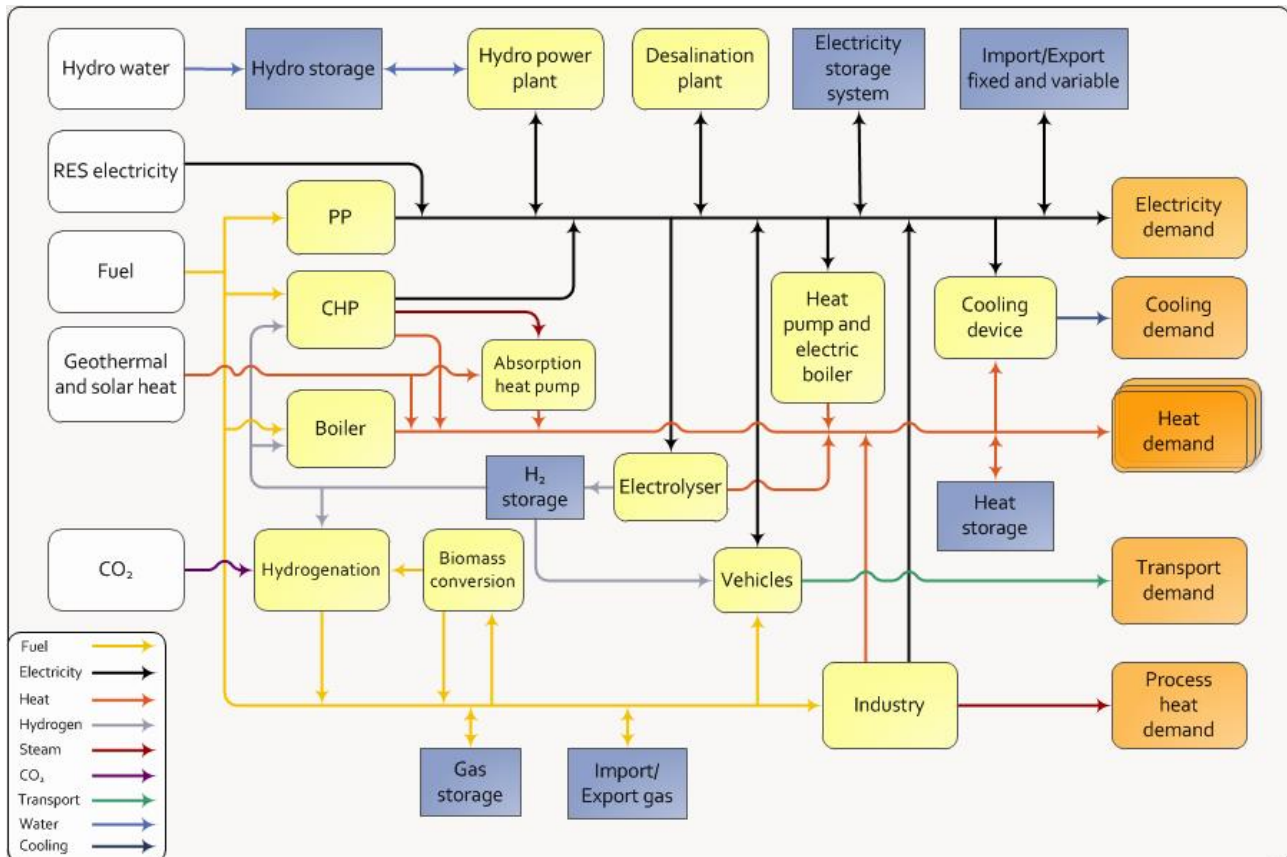 Hydro water
Hydro storage
Hydro power
plant
Desalination
plant
Electricity
storage
system
Import/Export
fixed and variable
RES electricity
PP
Electricity
demand
Fuel
CHP
Heat
pump and
electric
boiler
Cooling
device
Cooling
demand
Geothermal
and solar heat
Absorption
heat pump
Boiler
Heat
demand
H₂
storage
Electrolyser
Heat
storage
CO₂
Hydrogenation
Biomass
conversion
Vehicles
Transport
demand
Fuel
Electricity
Heat
Hydrogen
Steam
CO₂
Transport
Water
Cooling
Industry
Process
heat
demand
Gas
storage
Import/
Export gas